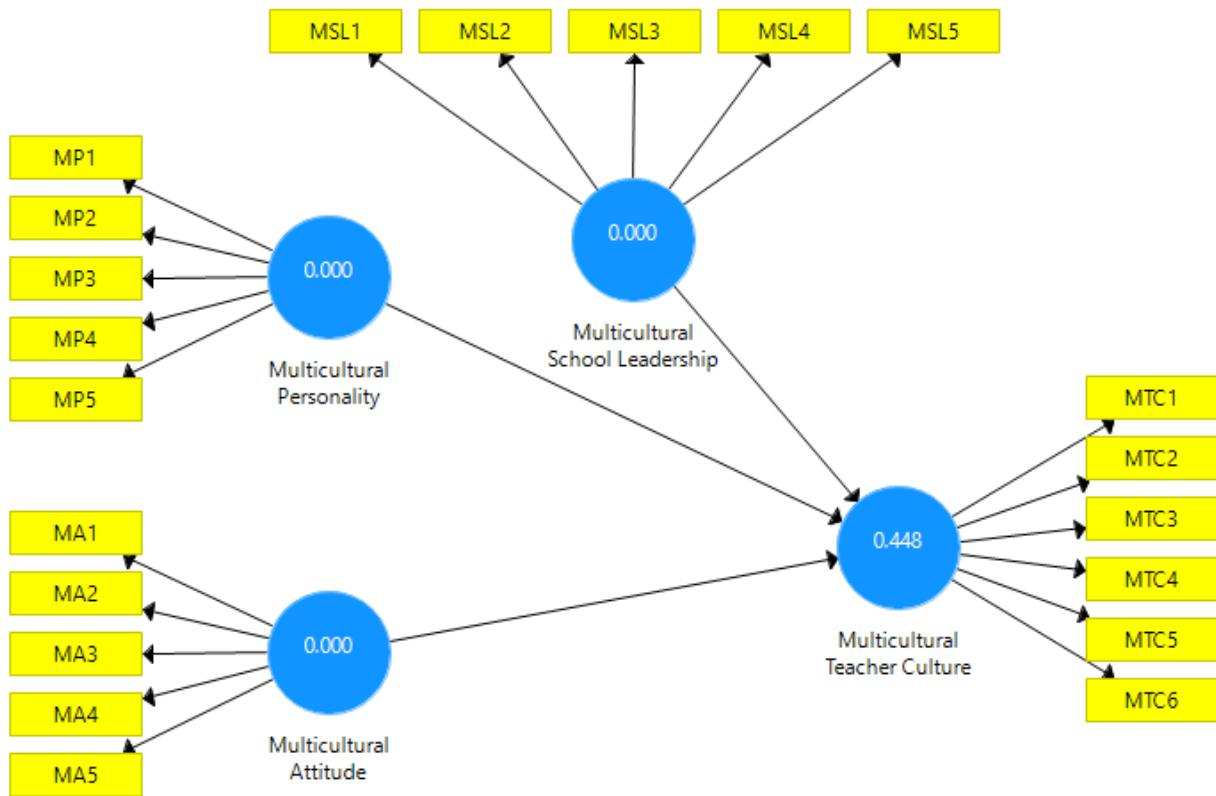 MSL1
MSL2
MSL3
MSL4
MSL5
MP1
MP2
MP3
MP4
MP5
0.000
Multicultural
Personality
0.000
Multicultural
School Leadership
MA1
MA2
MA3
MA4
MA5
0.000
Multicultural
Attitude
0.448
Multicultural
Teacher Culture
MTC1
MTC2
MTC3
MTC4
MTC5
MTC6